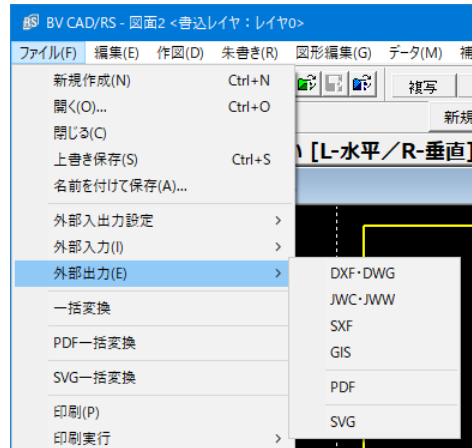 BV CAD/RS - 図面2 <書込レイヤ：レイヤ0>
ファイル(F) 編集(E) 作図(D) 朱書き(R) 図形編集(G) データ(M) 補
新規作成(N) Ctrl+N
開く(O)... Ctrl+O
複写
閉じる(C)
新規
上書き保存(S) Ctrl+S
い [L-水平／R-垂直]
名前を付けて保存(A)...
外部入出力設定
外部入力(I)
外部出力(E)
DXF･DWG
JWC･JWW
SXF
GIS
PDF
SVG
一括変換
PDF一括変換
SVG一括変換
印刷(P)
印刷実行